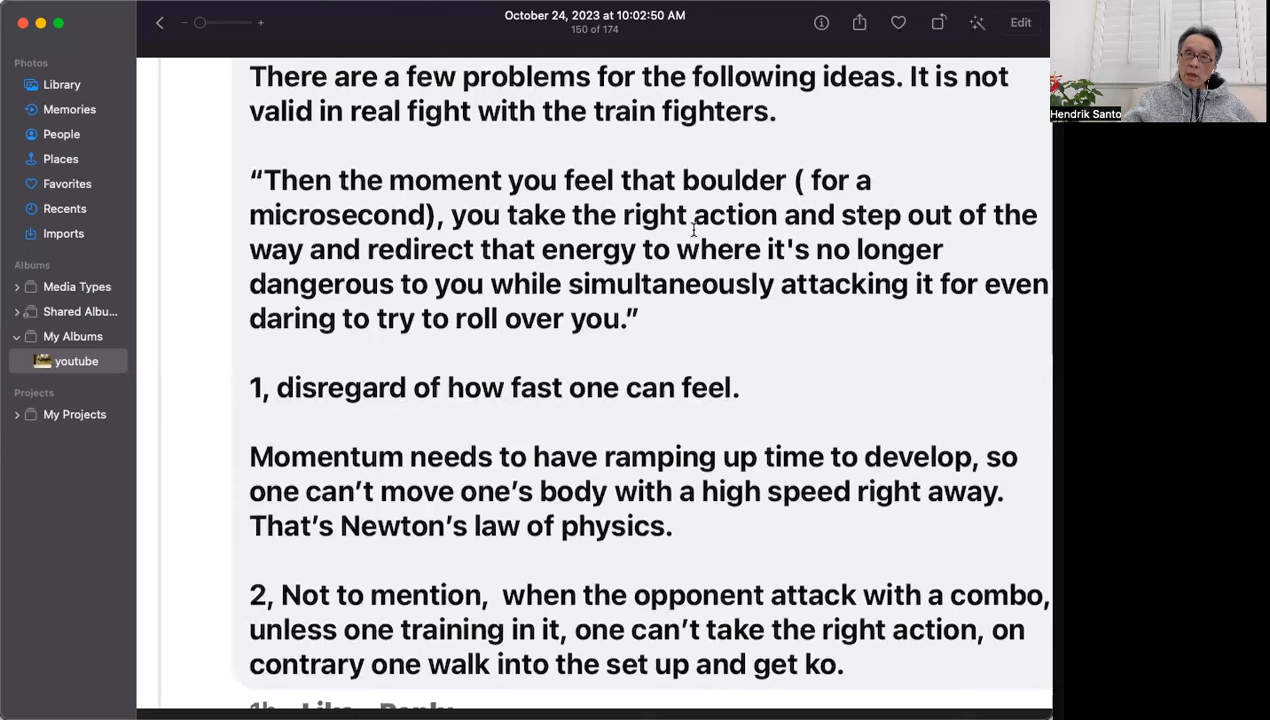 October 24, 2023 at 10:02:50 AM
150 of 174
Edit
Photos
Library
Memories
People
Places
Favorites
Recents
Imports
Albums
Media Types
Shared Albu...
My Albums
youtube
Projects
My Projects
There are a few problems for the following ideas. It is not
valid in real fight with the train fighters.
“Then the moment you feel that boulder ( for a
microsecond), you take the right action and step out of the
way and redirect that energy to where it's no longer
dangerous to you while simultaneously attacking it for even
daring to try to roll over you.”
1, disregard of how fast one can feel.
Momentum needs to have ramping up time to develop, so
one can’t move one’s body with a high speed right away.
That’s Newton’s law of physics.
2, Not to mention,  when the opponent attack with a combo,
unless one training in it, one can’t take the right action, on
contrary one walk into the set up and get ko.
1h Like Reply
Hendrik Santo